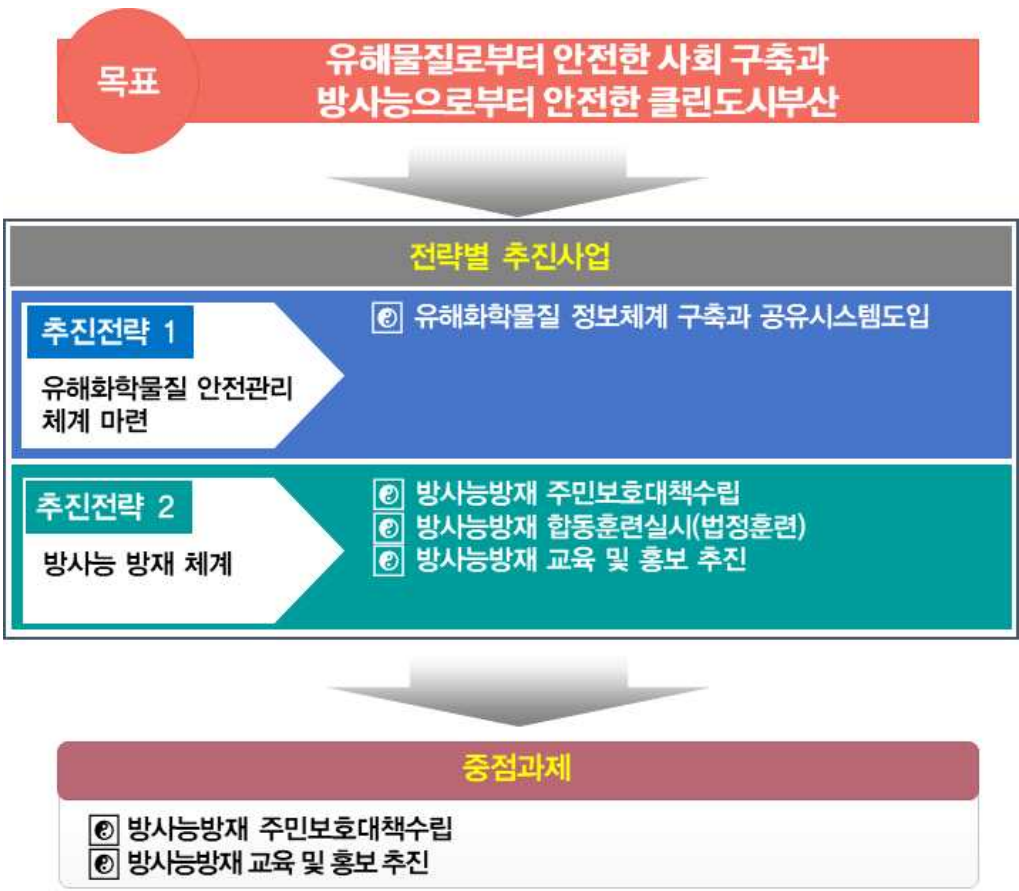 목표
유해물질로부터 안전한 사회 구축과
방사능으로부터 안전한 클린도시부산
전략별 추진사업
추진전략 1
유해화학물질 안전관리
체계 마련
유해화학물질 정보체계 구축과 공유시스템도입
추진전략 2
방사능 방재 체계
방사능방재 주민보호대책수립
방사능방재 합동훈련실시(법정훈련)
방사능방재 교육 및 홍보 추진
중점과제
방사능방재 주민보호대책수립
방사능방재 교육 및 홍보 추진